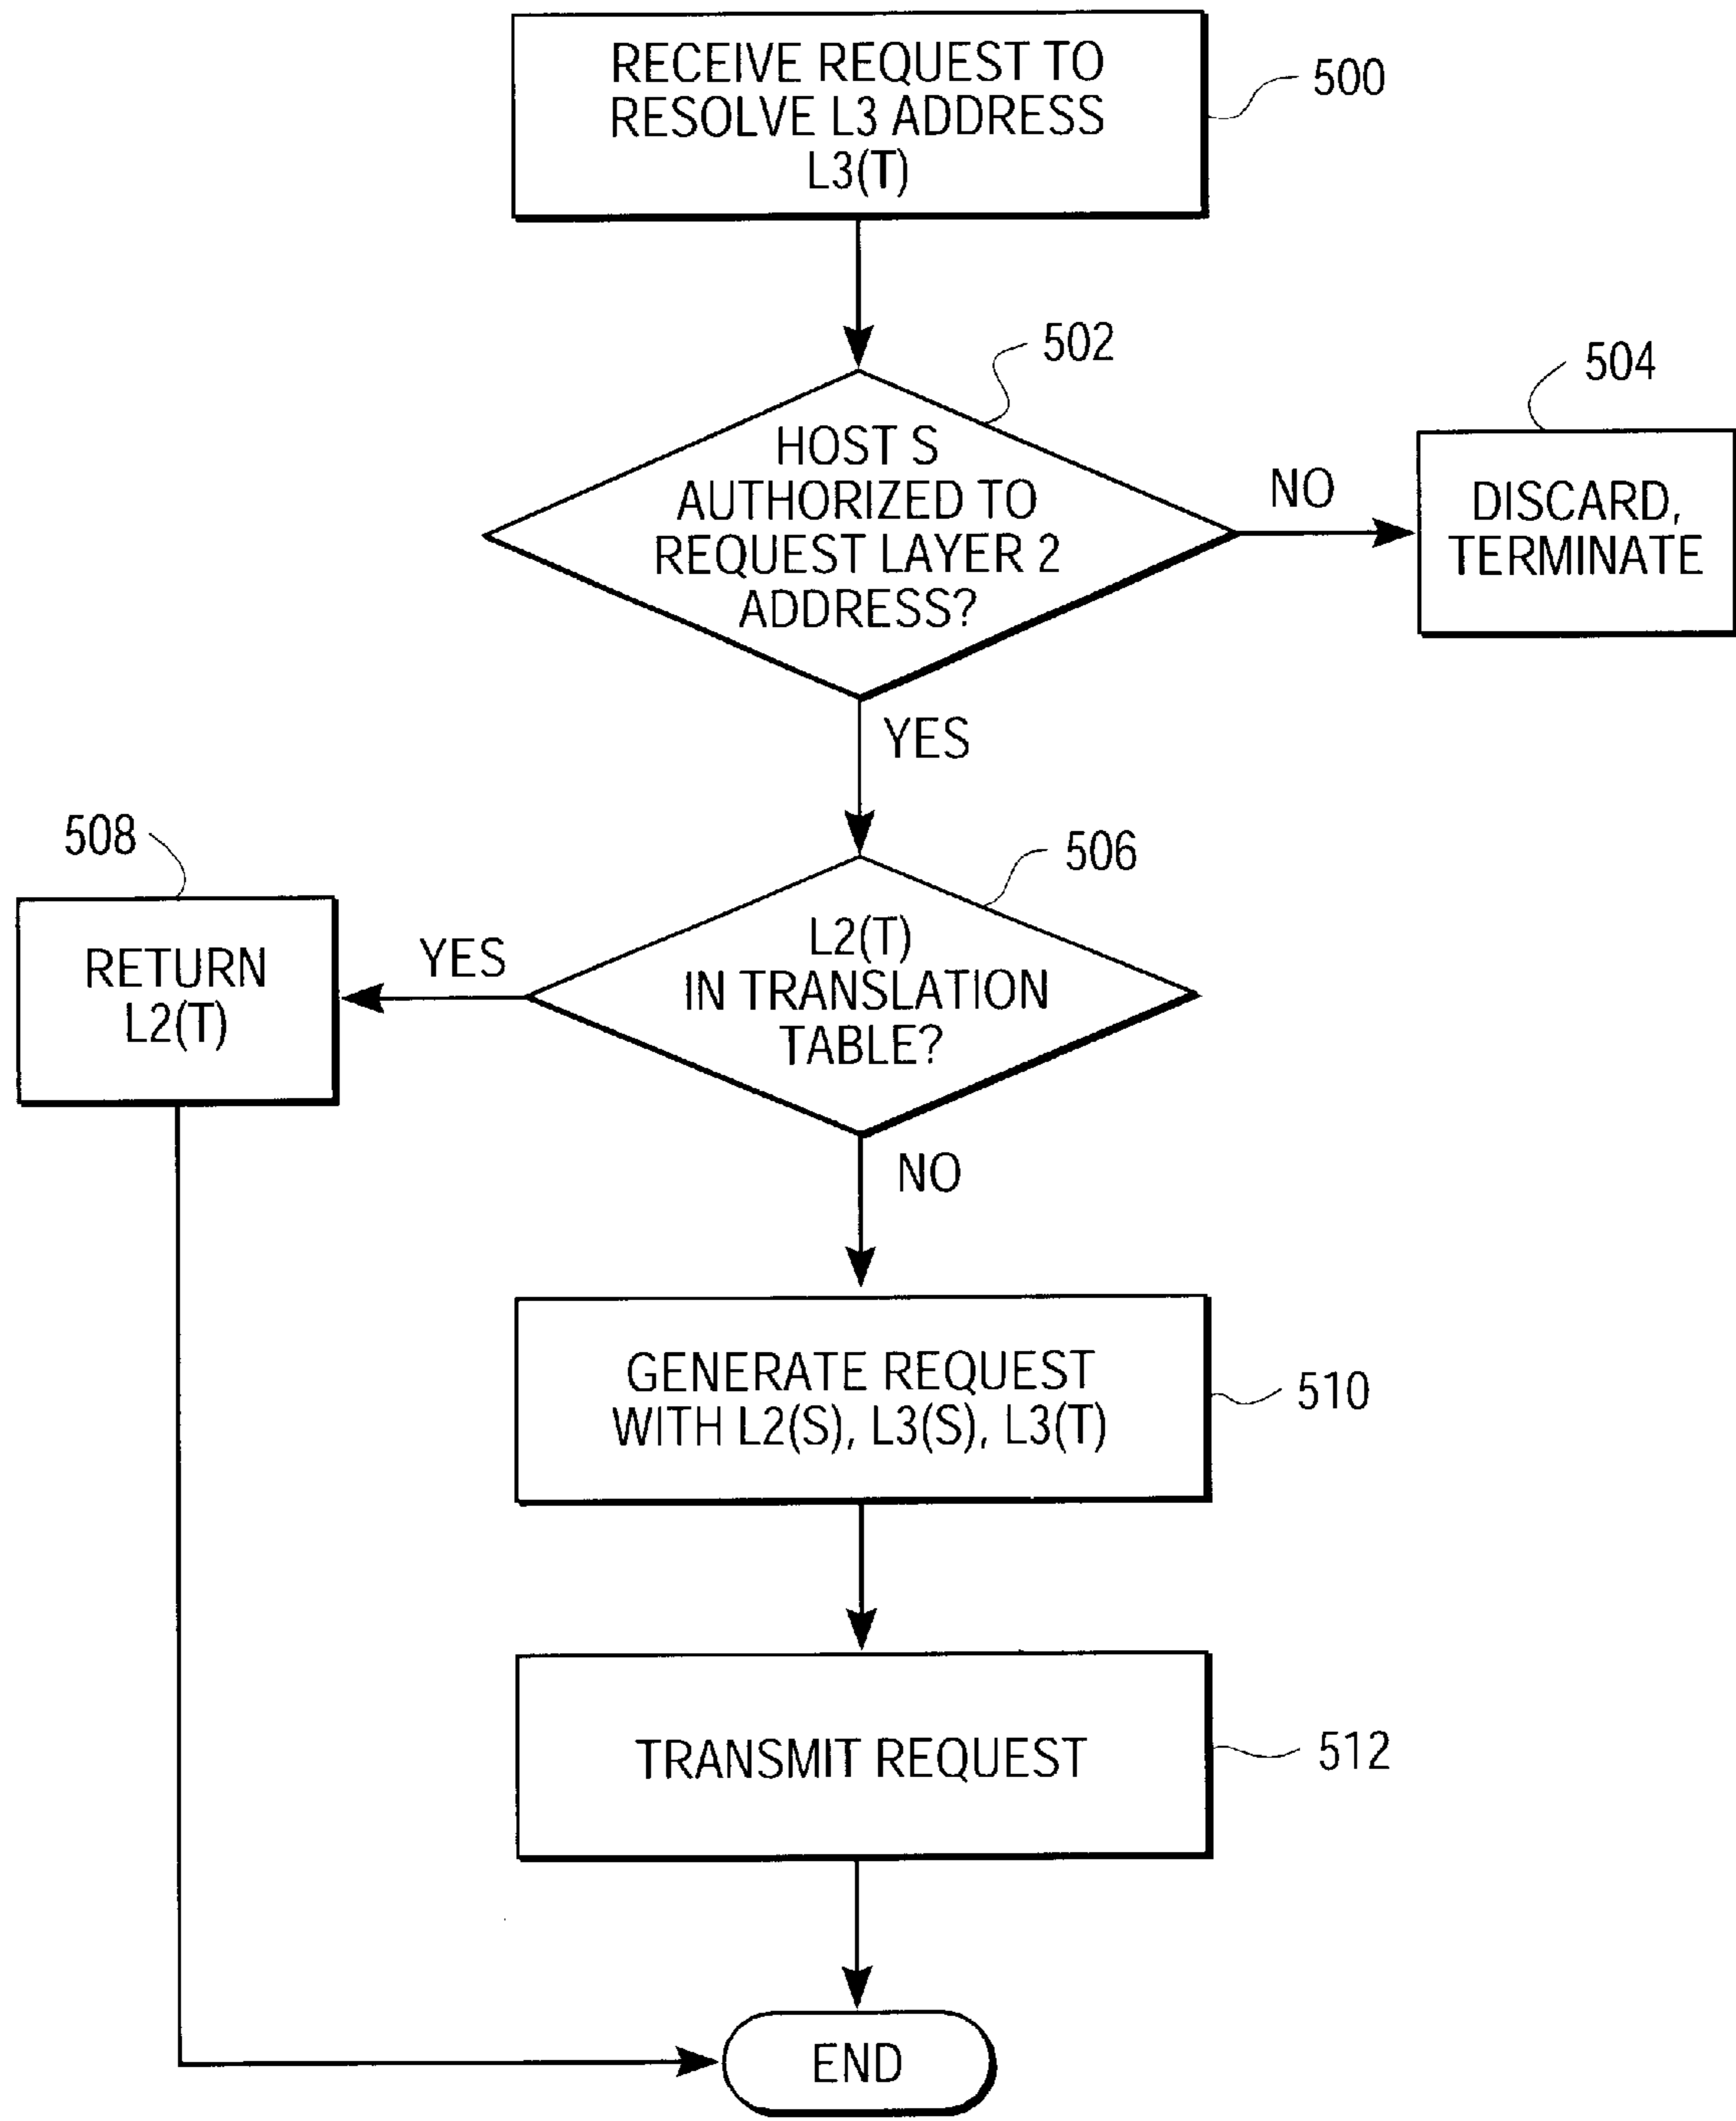 RECEIVE REQUEST TO
RESOLVE L3 ADDRESS
L3(T)
500
502
HOST S
AUTHORIZED TO
REQUEST LAYER 2
ADDRESS?
NO
504
DISCARD,
TERMINATE
YES
506
L2(T)
IN TRANSLATION
TABLE?
YES
508
RETURN
L2(T)
NO
GENERATE REQUEST
WITH L2(S), L3(S), L3(T)
510
TRANSMIT REQUEST
512
END